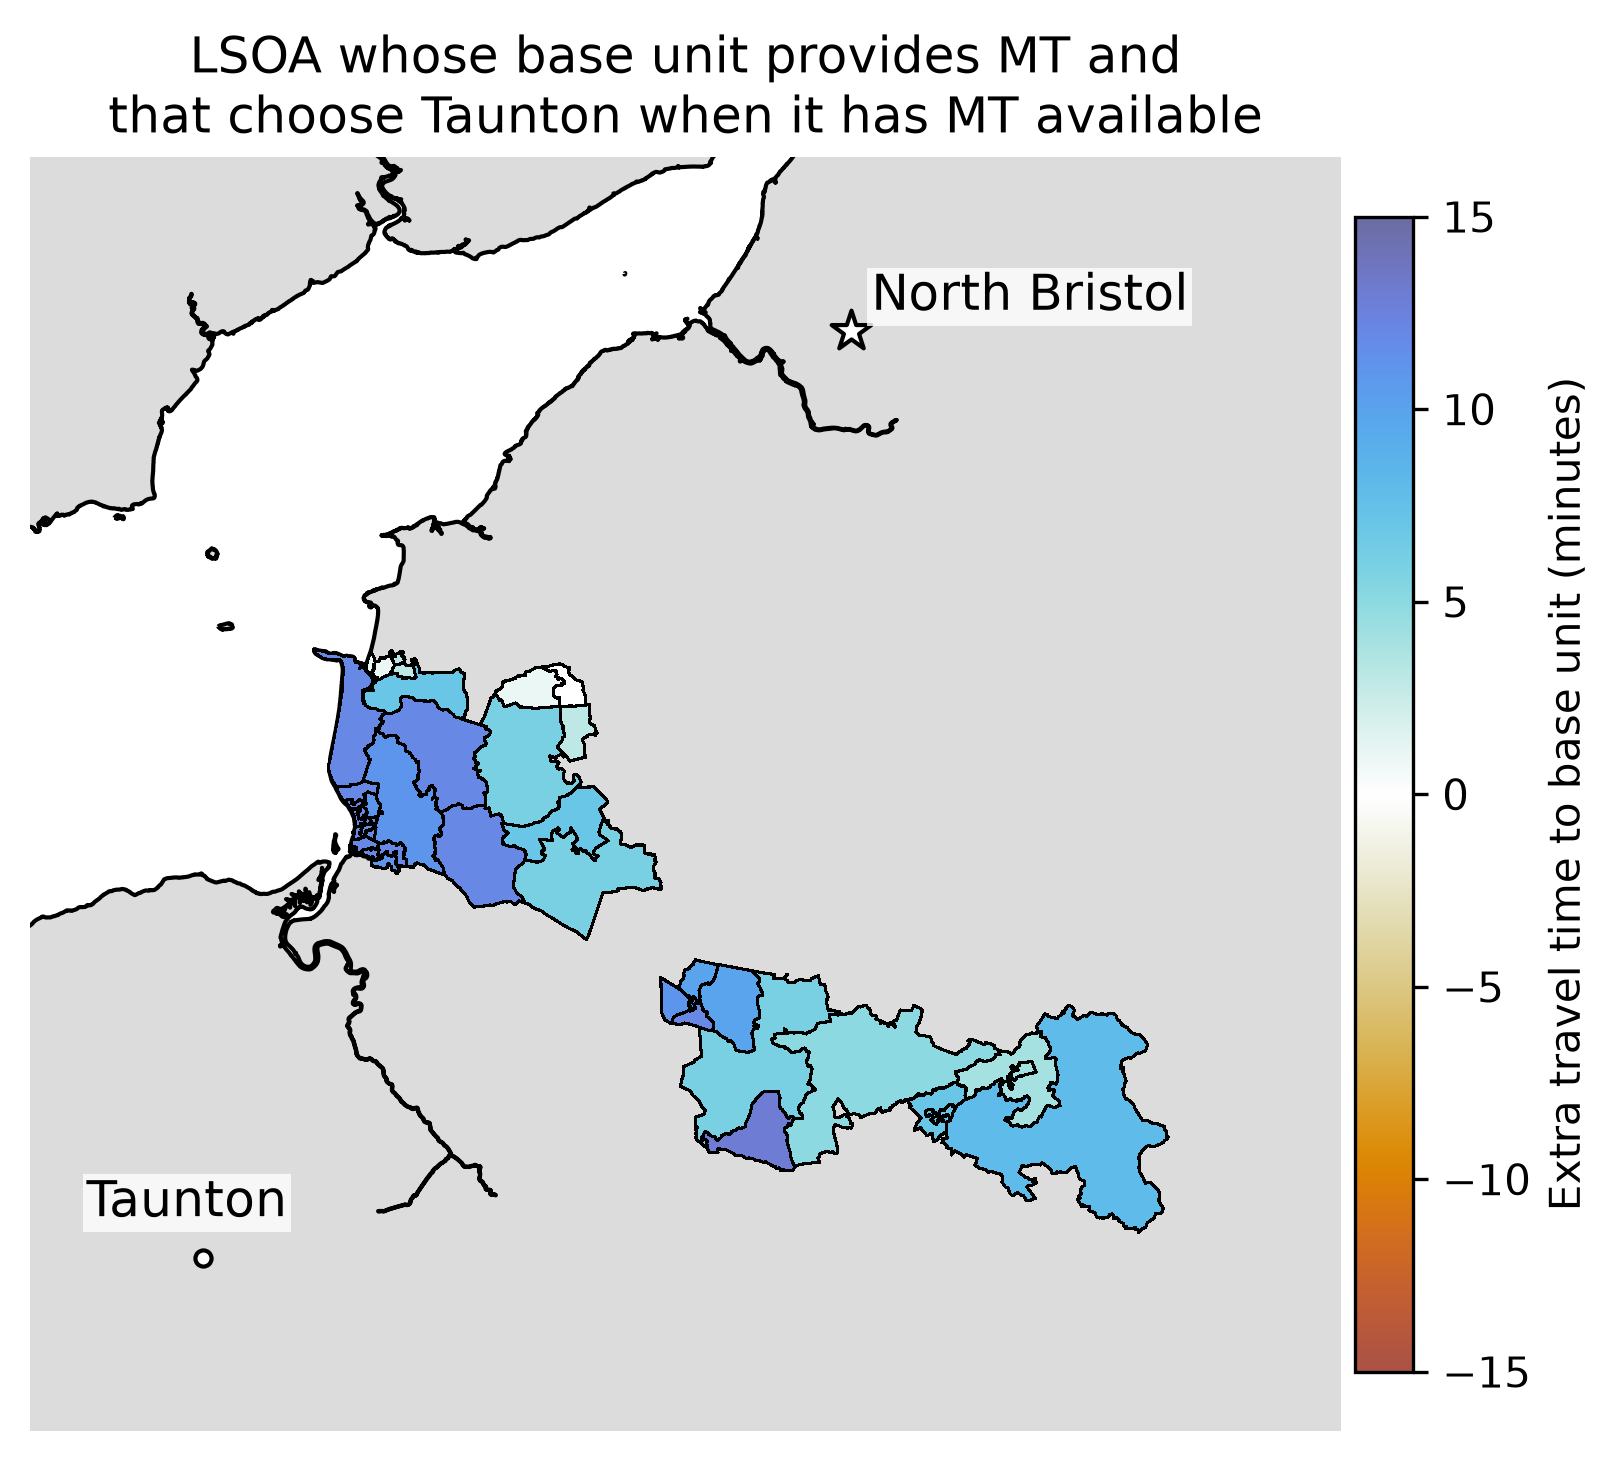 LSOA whose base unit provides MT and
that choose Taunton when it has MT available
North Bristol
Taunton
15
10
5
0
−5
−10
−15
Extra travel time to base unit (minutes)